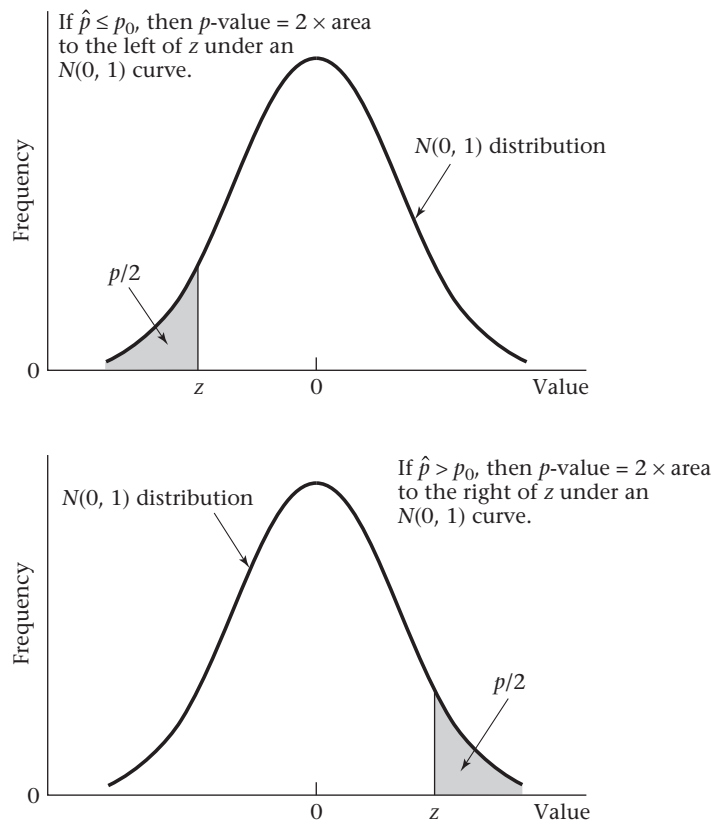 If p̂ ≤ p₀, then p-value = 2 × area
to the left of z under an
N(0, 1) curve.
N(0, 1) distribution
Frequency
p/2
0
z
0
Value
If p̂ > p₀, then p-value = 2 × area
to the right of z under an
N(0, 1) curve.
N(0, 1) distribution
Frequency
p/2
0
0
z
Value